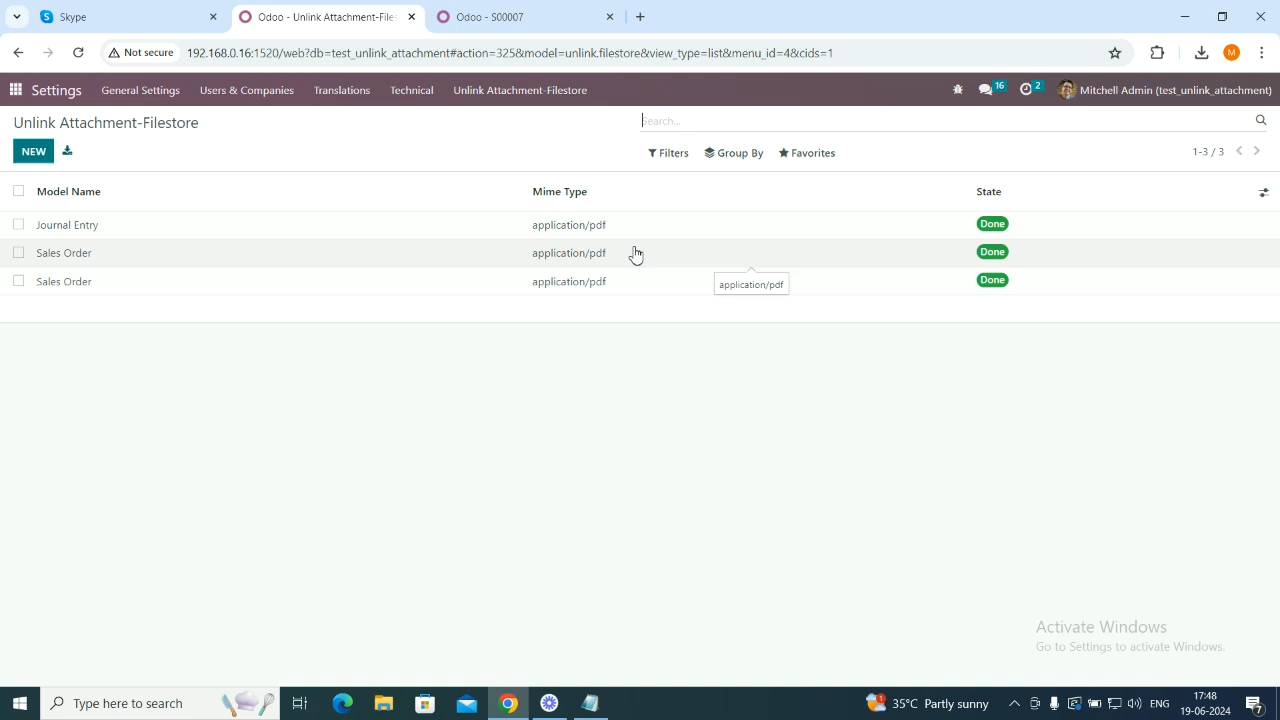 Skype
Odoo - Unlink Attachment-Files
Odoo - S00007
Not secure
192.168.0.16:1520/web?db=test_unlink_attachment#action=325&model=unlink.filestore&view_type=list&menu_id=4&cids=1
M
Settings
General Settings
Users & Companies
Translations
Technical
Unlink Attachment-Filestore
16
2
Mitchell Admin (test_unlink_attachment)
Unlink Attachment-Filestore
Search...
NEW
Filters
Group By
Favorites
1-3 / 3
Model Name Mime Type State
Journal Entry application/pdf Done
Sales Order application/pdf Done
Sales Order application/pdf Done
application/pdf
Activate Windows
Go to Settings to activate Windows.
Type here to search
35°C Partly sunny
ENG
17:48
19-06-2024
7